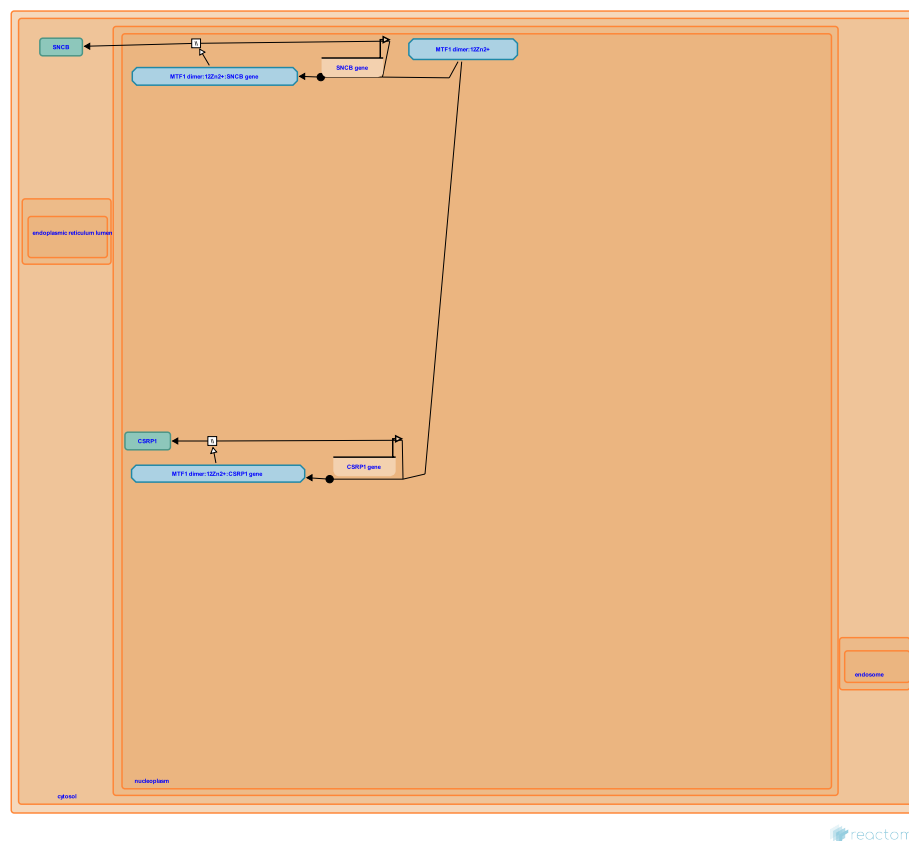 SNCB
MTF1 dimer:12Zn2+
SNCB gene
MTF1 dimer:12Zn2+:SNCB gene
endoplasmic reticulum lumen
CSRP1
CSRP1 gene
MTF1 dimer:12Zn2+:CSRP1 gene
endosome
nucleoplasm
cytosol
reactom